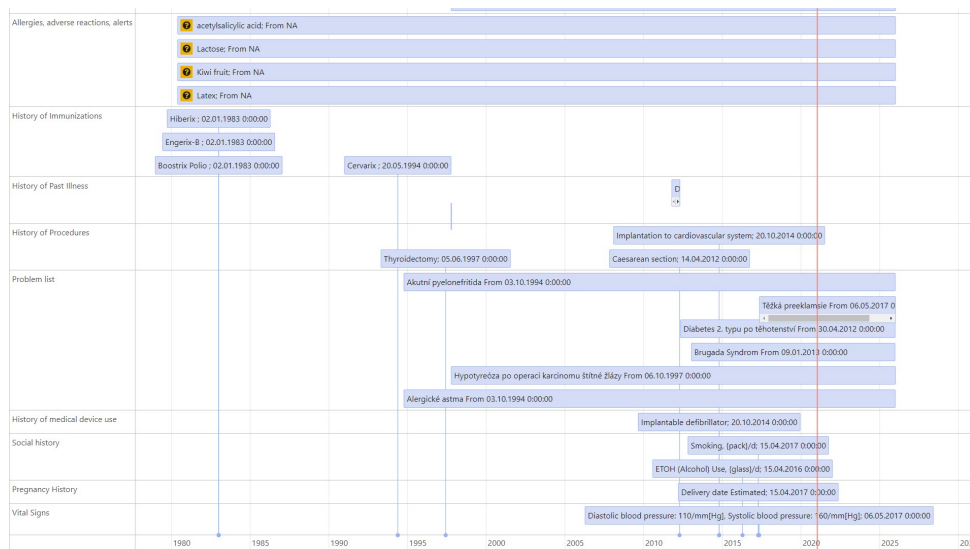 Allergies, adverse reactions, alerts
acetylsalicylic acid; From NA
Lactose; From NA
Kiwi fruit; From NA
Latex; From NA
History of Immunizations
Hiberix ; 02.01.1983 0:00:00
Engerix-B ; 02.01.1983 0:00:00
Boostrix Polio ; 02.01.1983 0:00:00
Cervarix ; 20.05.1994 0:00:00
History of Past Illness
D
History of Procedures
Implantation to cardiovascular system; 20.10.2014 0:00:00
Thyroidectomy; 05.06.1997 0:00:00
Caesarean section; 14.04.2012 0:00:00
Problem list
Akutní pyelonefritida From 03.10.1994 0:00:00
Těžká preeklamsie From 06.05.2017 0
Diabetes 2. typu po těhotenství From 30.04.2012 0:00:00
Brugada Syndrom From 09.01.2013 0:00:00
Hypotyreóza po operaci karcinomu štítné žlázy From 06.10.1997 0:00:00
Alergické astma From 03.10.1994 0:00:00
History of medical device use
Implantable defibrillator; 20.10.2014 0:00:00
Social history
Smoking, {pack}/d; 15.04.2017 0:00:00
ETOH (Alcohol) Use, {glass}/d; 15.04.2016 0:00:00
Pregnancy History
Delivery date Estimated; 15.04.2017 0:00:00
Vital Signs
Diastolic blood pressure: 110/mm[Hg], Systolic blood pressure: 160/mm[Hg]; 06.05.2017 0:00:00
1980 1985 1990 1995 2000 2005 2010 2015 2020 2025